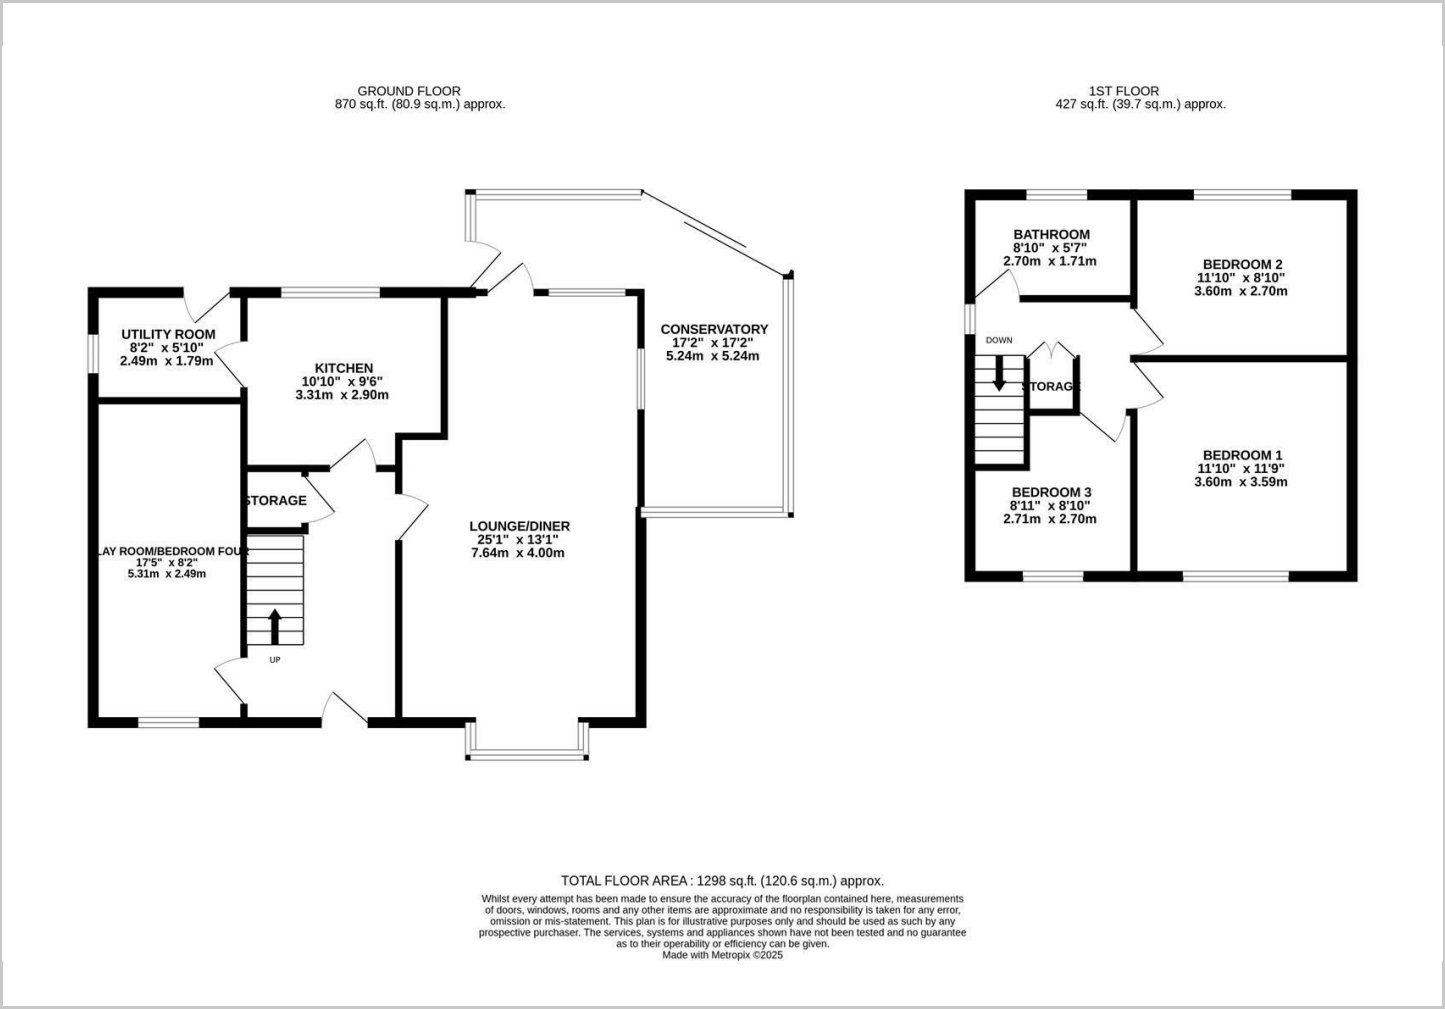 GROUND FLOOR
870 sq.ft. (80.9 sq.m.) approx.
1ST FLOOR
427 sq.ft. (39.7 sq.m.) approx.
UTILITY ROOM
8'2" x 5'10"
2.49m x 1.79m
KITCHEN
10'10" x 9'6"
3.31m x 2.90m
CONSERVATORY
17'2" x 17'2"
5.24m x 5.24m
STORAGE
LAY ROOM/BEDROOM FOUR
17'5" x 8'2"
5.31m x 2.49m
LOUNGE/DINER
25'1" x 13'1"
7.64m x 4.00m
UP
BATHROOM
8'10" x 5'7"
2.70m x 1.71m
BEDROOM 2
11'10" x 8'10"
3.60m x 2.70m
DOWN
STORAGE
BEDROOM 1
11'10" x 11'9"
3.60m x 3.59m
BEDROOM 3
8'11" x 8'10"
2.71m x 2.70m
TOTAL FLOOR AREA : 1298 sq.ft. (120.6 sq.m.) approx.
Whilst every attempt has been made to ensure the accuracy of the floorplan contained here, measurements
of doors, windows, rooms and any other items are approximate and no responsibility is taken for any error,
omission or mis-statement. This plan is for illustrative purposes only and should be used as such by any
prospective purchaser. The services, systems and appliances shown have not been tested and no guarantee
as to their operability or efficiency can be given.
Made with Metropix ©2025